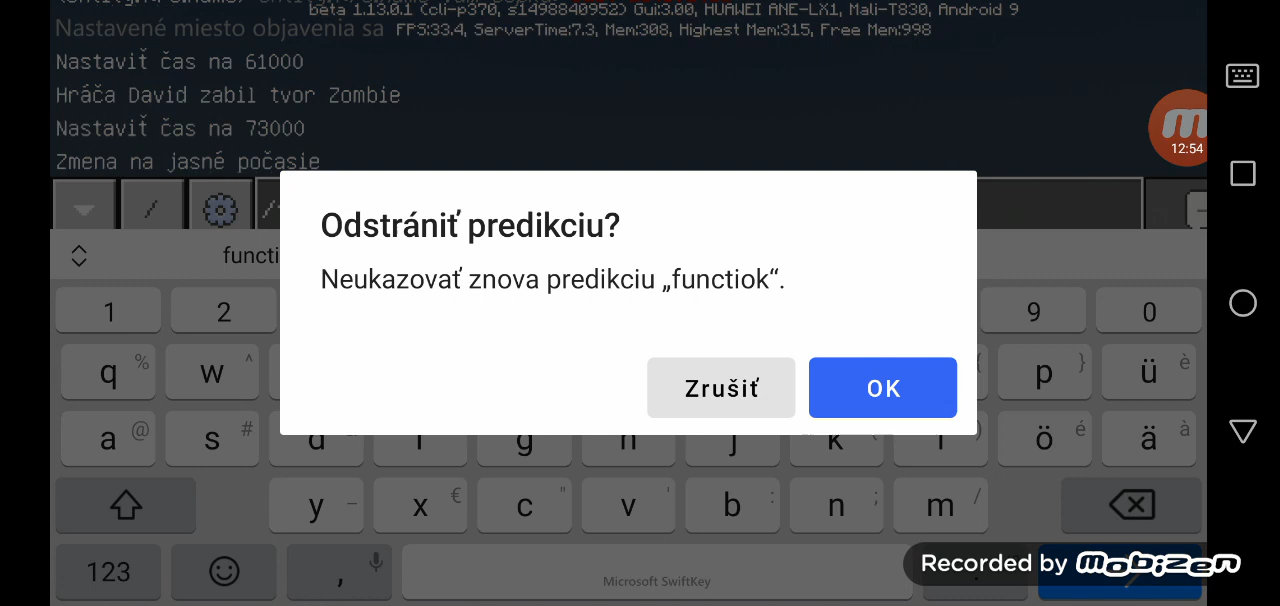 beta 1.13.0.1 (cli-p370, s1498840952) Gui:3.00, HUAWEI ANE-LX1, Mali-T830, Android 9
Nastavené miesto objavenia sa
FPS:33.4, ServerTime:7.3, Mem:308, Highest Mem:315, Free Mem:998
Nastaviť čas na 61000
Hráča David zabil tvor Zombie
Nastaviť čas na 73000
Zmena na jasné počasie
12:54
/
functi
Odstrániť predikciu?
Neukazovať znova predikciu „functiok“.
Zrušiť OK
1 2 9 0
q % w ^ p } ü è
a @ s # d f g h j k l ) ö é ä à
y _ x € c " v ' b : n ; m /
123 , Microsoft SwiftKey
Recorded by mobizen